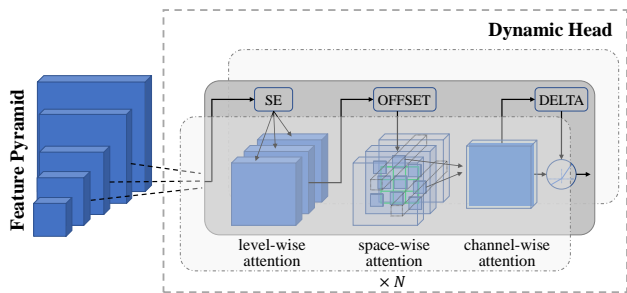 Dynamic Head
Feature Pyramid
SE
OFFSET
DELTA
level-wise
attention
space-wise
attention
channel-wise
attention
× N